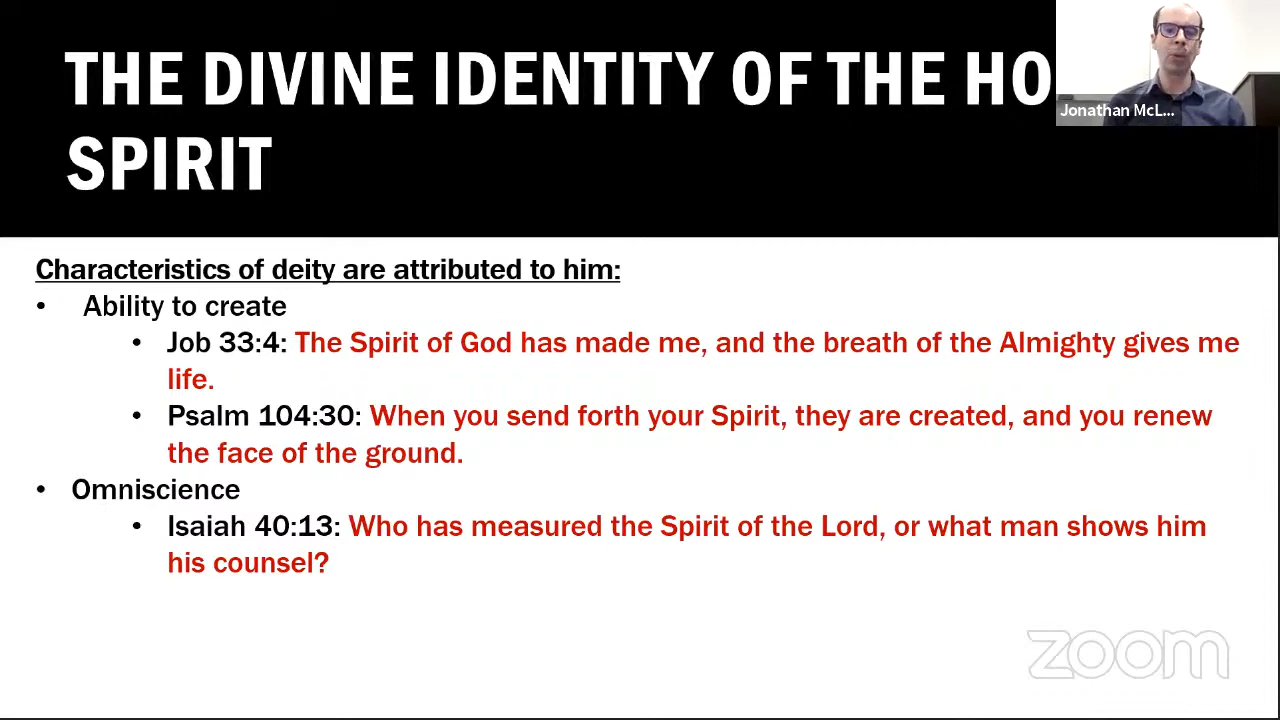 THE DIVINE IDENTITY OF THE HO
SPIRIT
Jonathan McL...
Characteristics of deity are attributed to him:
• Ability to create
• Job 33:4: The Spirit of God has made me, and the breath of the Almighty gives me
life.
• Psalm 104:30: When you send forth your Spirit, they are created, and you renew
the face of the ground.
• Omniscience
• Isaiah 40:13: Who has measured the Spirit of the Lord, or what man shows him
his counsel?
zoom